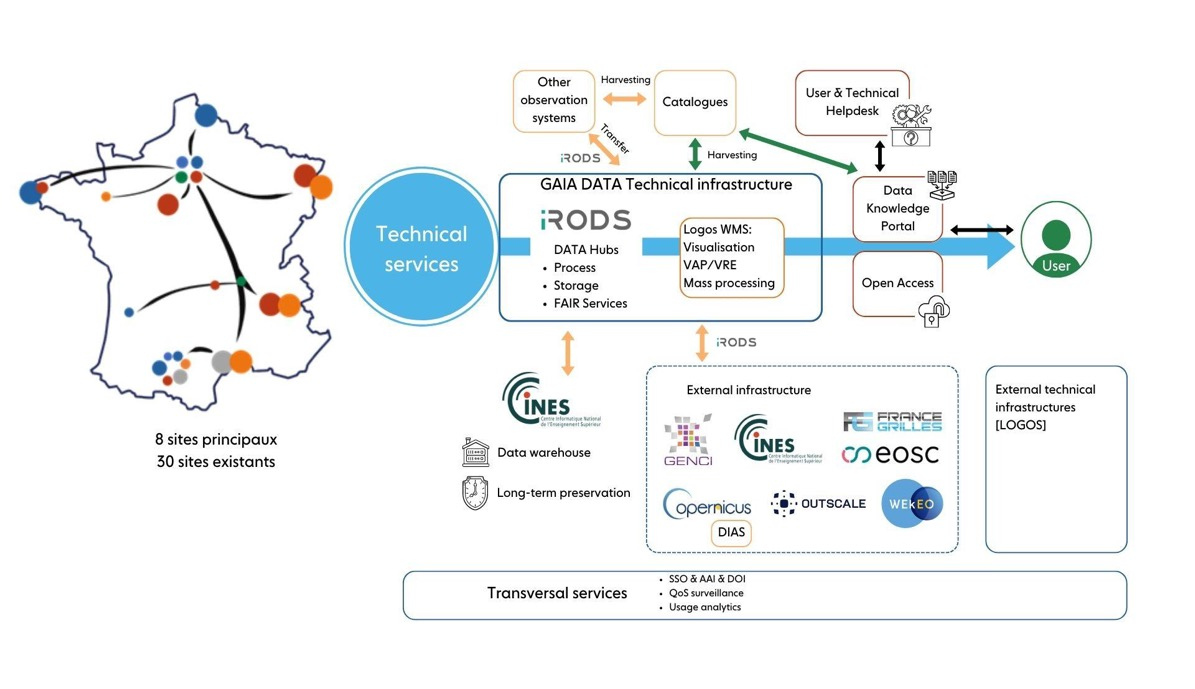 8 sites principaux
30 sites existants
Technical
services
Other
observation
systems
Harvesting
Catalogues
Transfer
iRODS
Harvesting
User & Technical
Helpdesk
?
GAIA DATA Technical infrastructure
iRODS
DATA Hubs
• Process
• Storage
• FAIR Services
Logos WMS:
Visualisation
VAP/VRE
Mass processing
Data
Knowledge
Portal
Open Access
User
iRODS
CINES
Centre Informatique National
de l'Enseignement Supérieur
Data warehouse
Long-term preservation
External infrastructure
GENCI
CINES
Centre Informatique National
de l'Enseignement Supérieur
FG FRANCE
GRILLES
eosc
Copernicus
DIAS
OUTSCALE
WEkEO
External technical
infrastructures
[LOGOS]
Transversal services
• SSO & AAI & DOI
• QoS surveillance
• Usage analytics